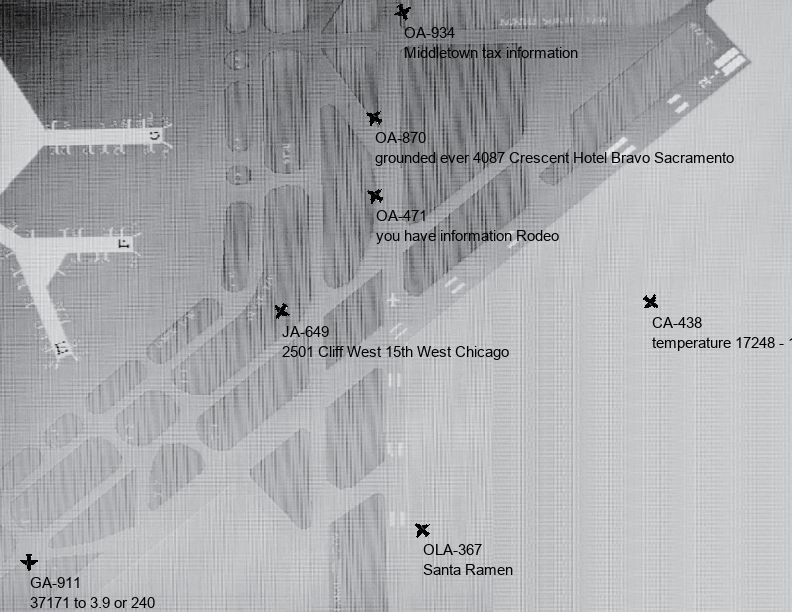 OA-934
Middletown tax information
OA-870
grounded ever 4087 Crescent Hotel Bravo Sacramento
OA-471
you have information Rodeo
CA-438
temperature 17248 -
JA-649
2501 Cliff West 15th West Chicago
OLA-367
Santa Ramen
GA-911
37171 to 3.9 or 240